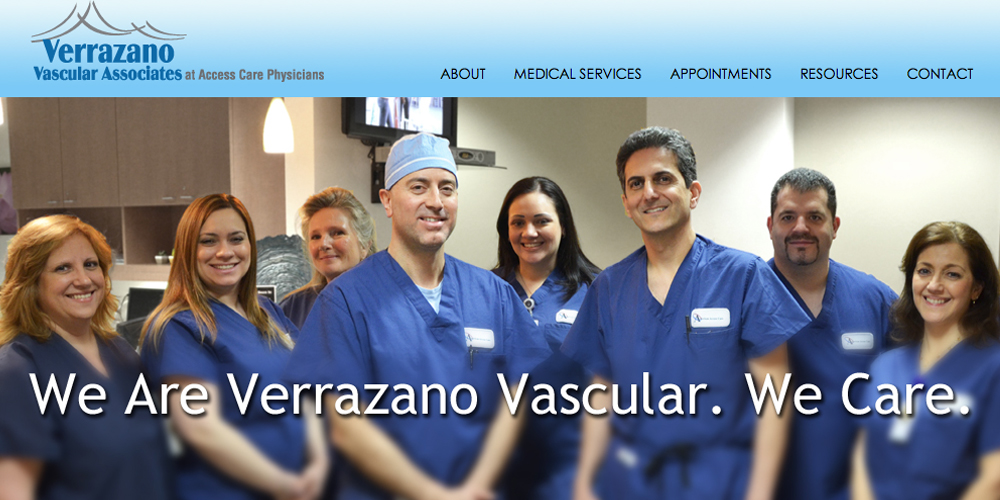 Verrazano
Vascular Associates at Access Care Physicians
ABOUT MEDICAL SERVICES APPOINTMENTS RESOURCES CONTACT
We Are Verrazano Vascular. We Care.